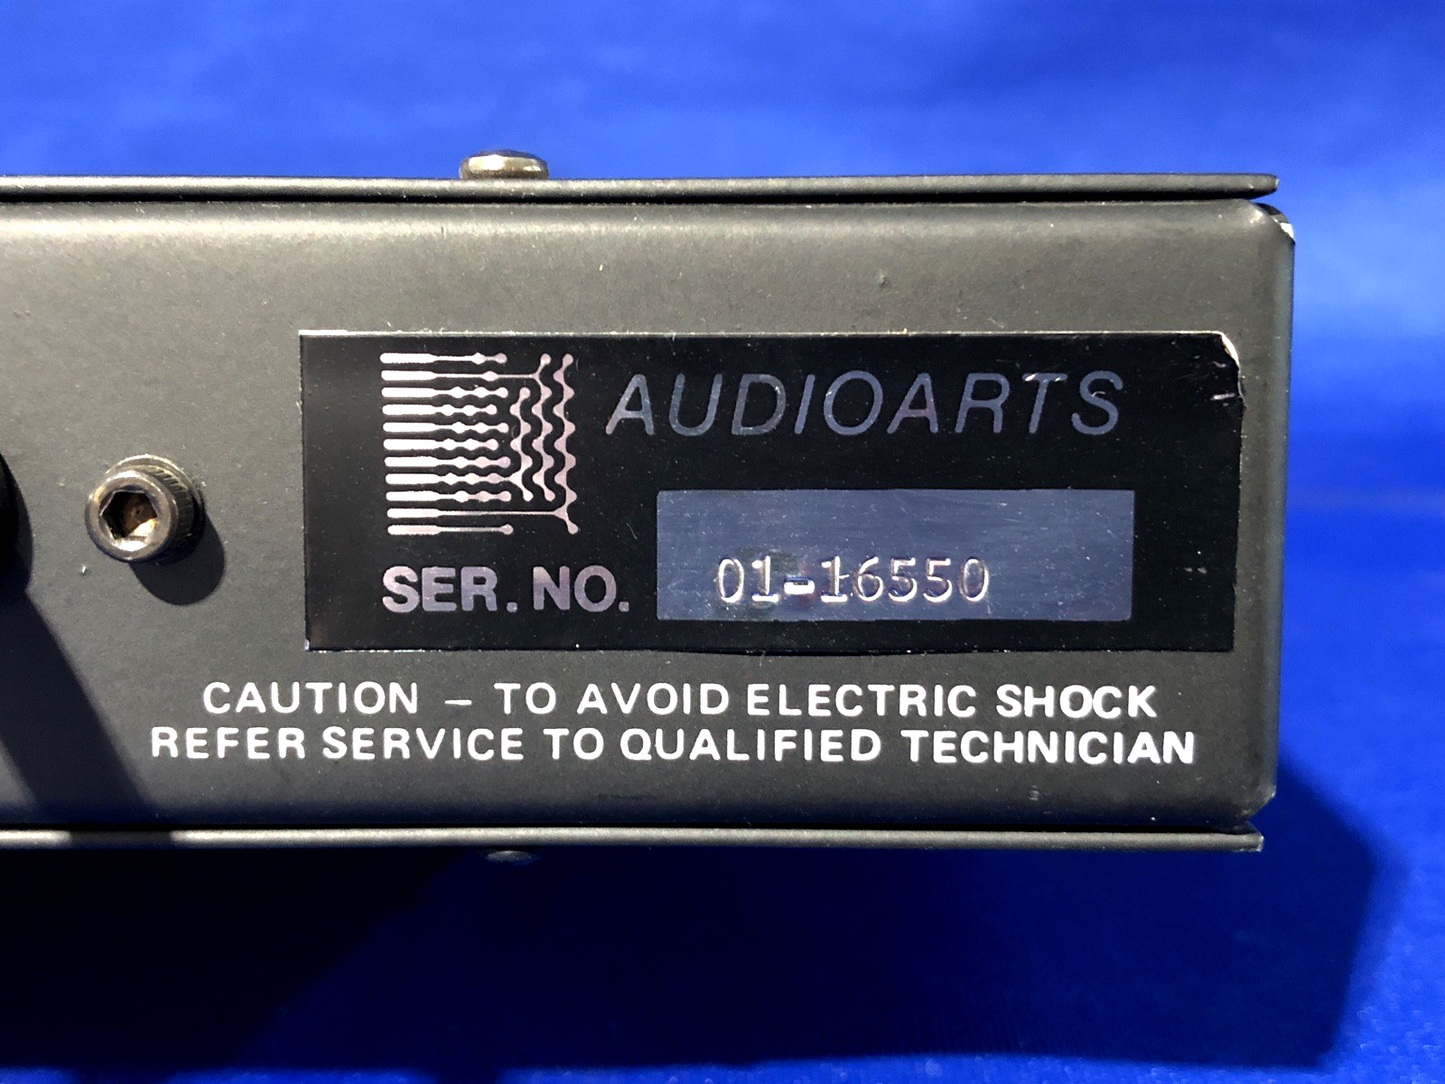 AUDIOARTS
SER. NO. 01-16550
CAUTION – TO AVOID ELECTRIC SHOCK
REFER SERVICE TO QUALIFIED TECHNICIAN